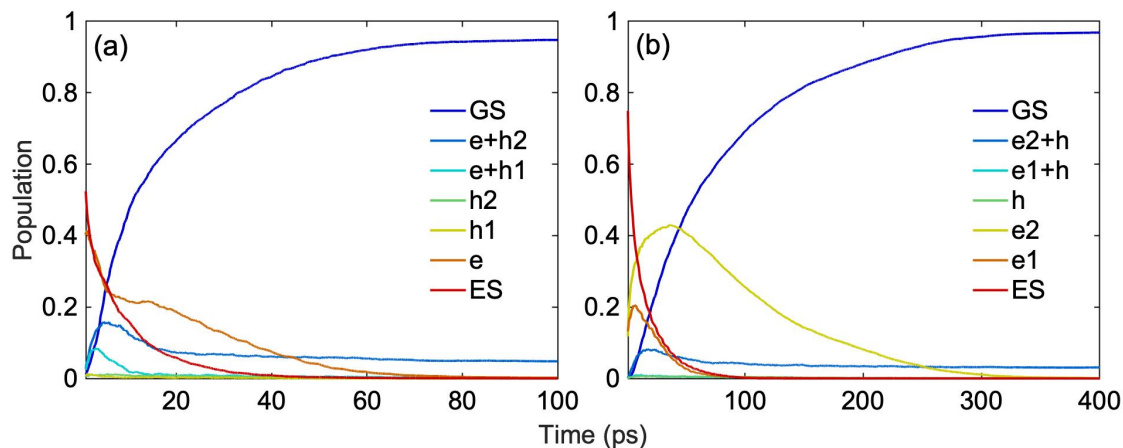 (a)
GS
e+h2
e+h1
h2
h1
e
ES
1
0.8
0.6
0.4
0.2
0
20
40
60
80
100
Population
(b)
GS
e2+h
e1+h
h
e2
e1
ES
1
0.8
0.6
0.4
0.2
0
100
200
300
400
Time (ps)